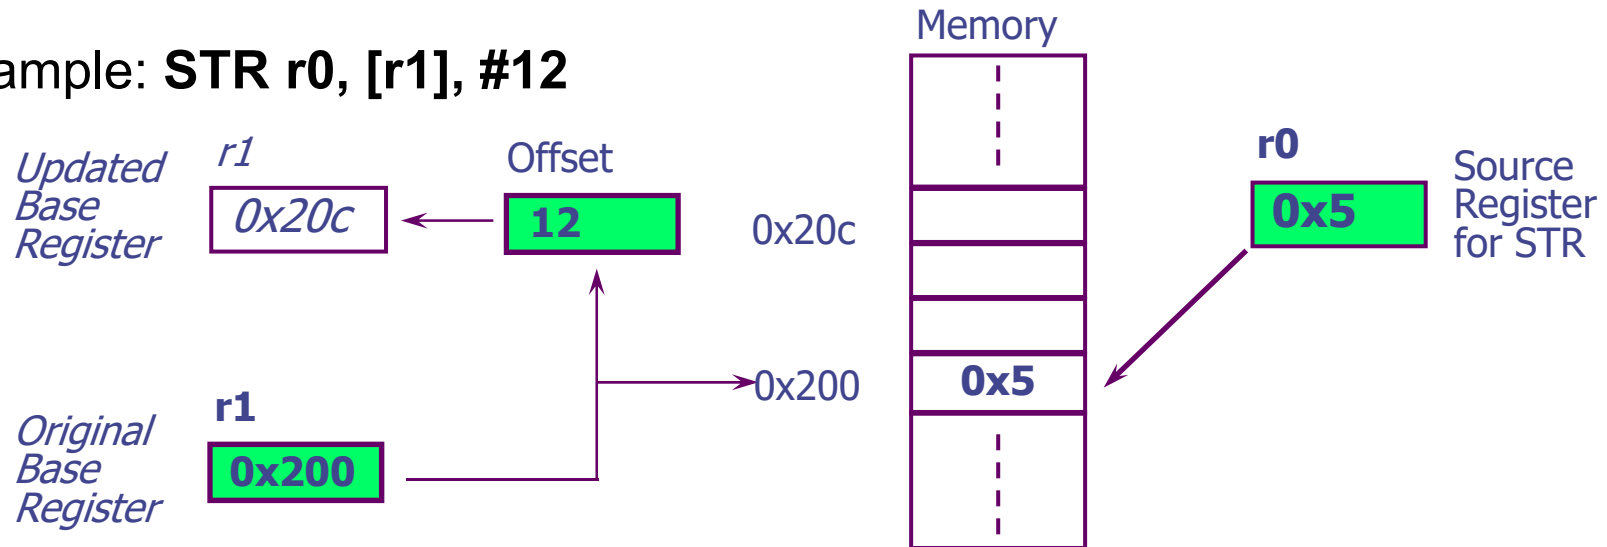 ample: STR r0, [r1], #12
Memory
Updated
Base
Register
r1
0x20c
Offset
12
0x20c
r0
0x5
Source
Register
for STR
0x200
0x5
Original
Base
Register
r1
0x200